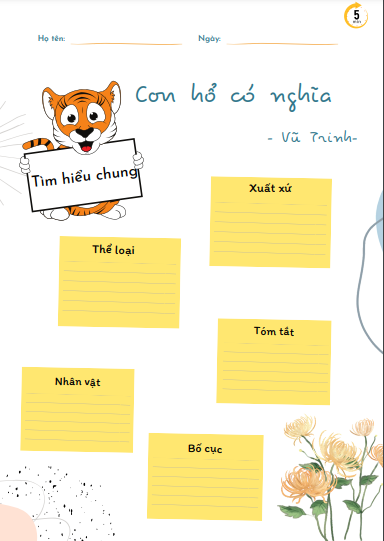 5
min
Họ tên:
Ngày:
Con hổ có nghĩa
- Vũ Trinh-
Tìm hiểu chung
Xuất xứ
Thể loại
Tóm tắt
Nhân vật
Bố cục